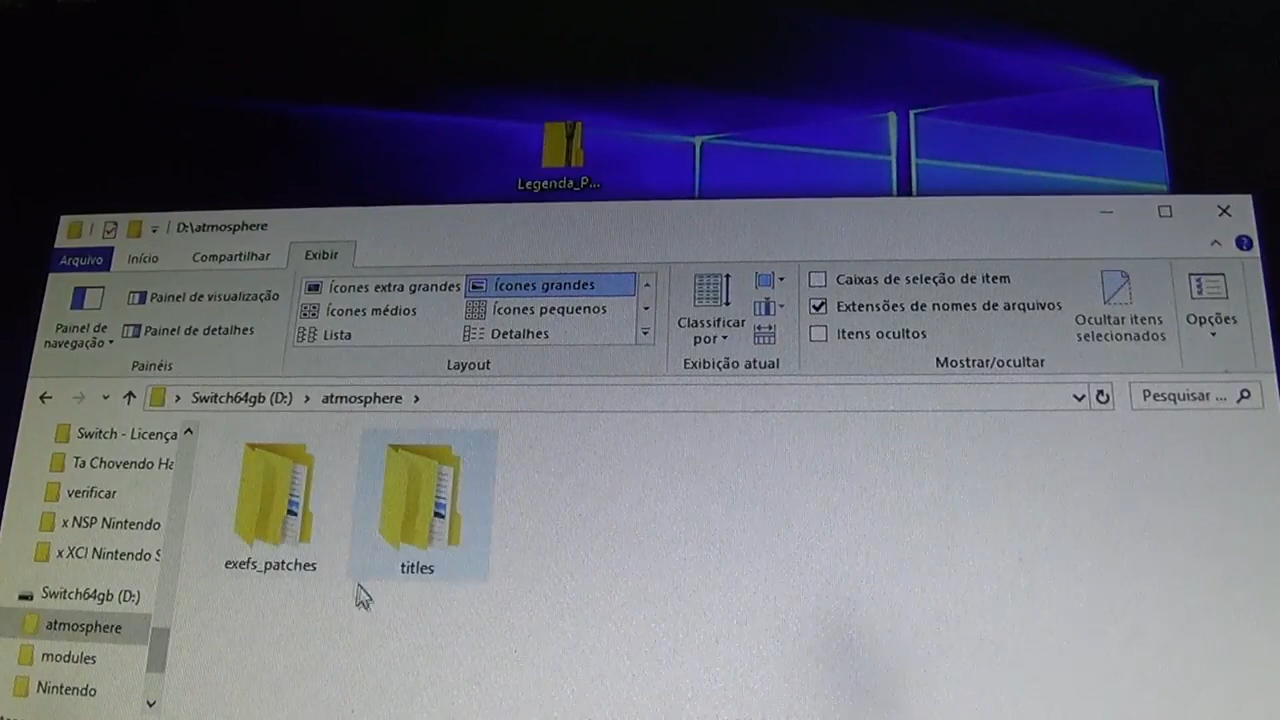 Legenda_P...
D:\atmosphere
Arquivo
Início
Compartilhar
Exibir
Painel de navegação
Painel de visualização
Painel de detalhes
Painéis
Ícones extra grandes
Ícones grandes
Ícones médios
Ícones pequenos
Lista
Detalhes
Layout
Classificar por
Exibição atual
Caixas de seleção de item
Extensões de nomes de arquivos
Itens ocultos
Ocultar itens selecionados
Mostrar/ocultar
Opções
Switch64gb (D:) > atmosphere >
Pesquisar ...
Switch - Licença
Ta Chovendo Ha
verificar
x NSP Nintendo
x XCI Nintendo S
Switch64gb (D:)
atmosphere
modules
Nintendo
exefs_patches
titles